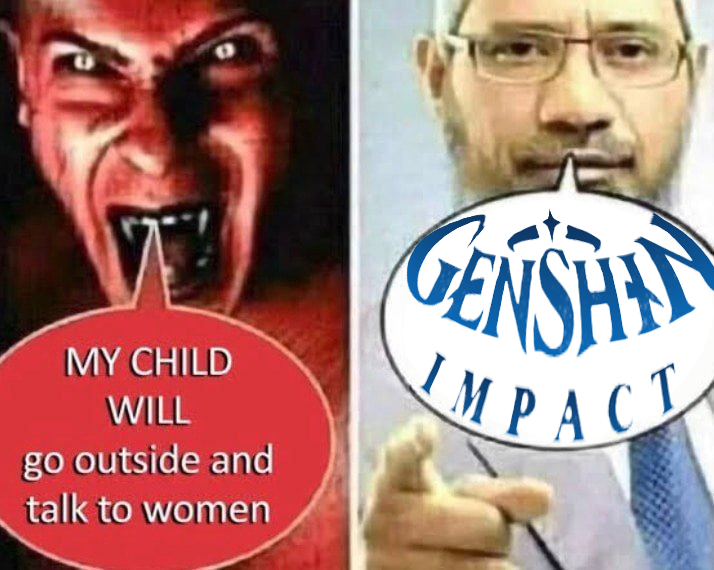 MY CHILD
WILL
go outside and
talk to women
GENSHIN
IMPACT